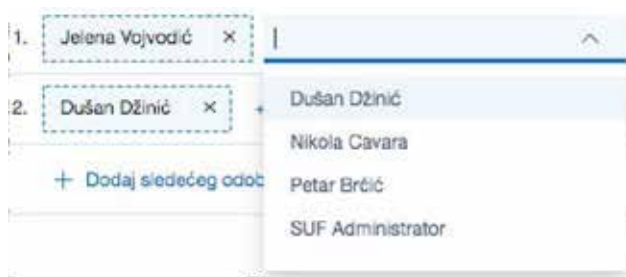 1. Jelena Vojvodić ×
2. Dušan Džinić × +
Dušan Džinić
Nikola Cavara
Petar Brčić
SUF Administrator
+ Dodaj sledećeg odob